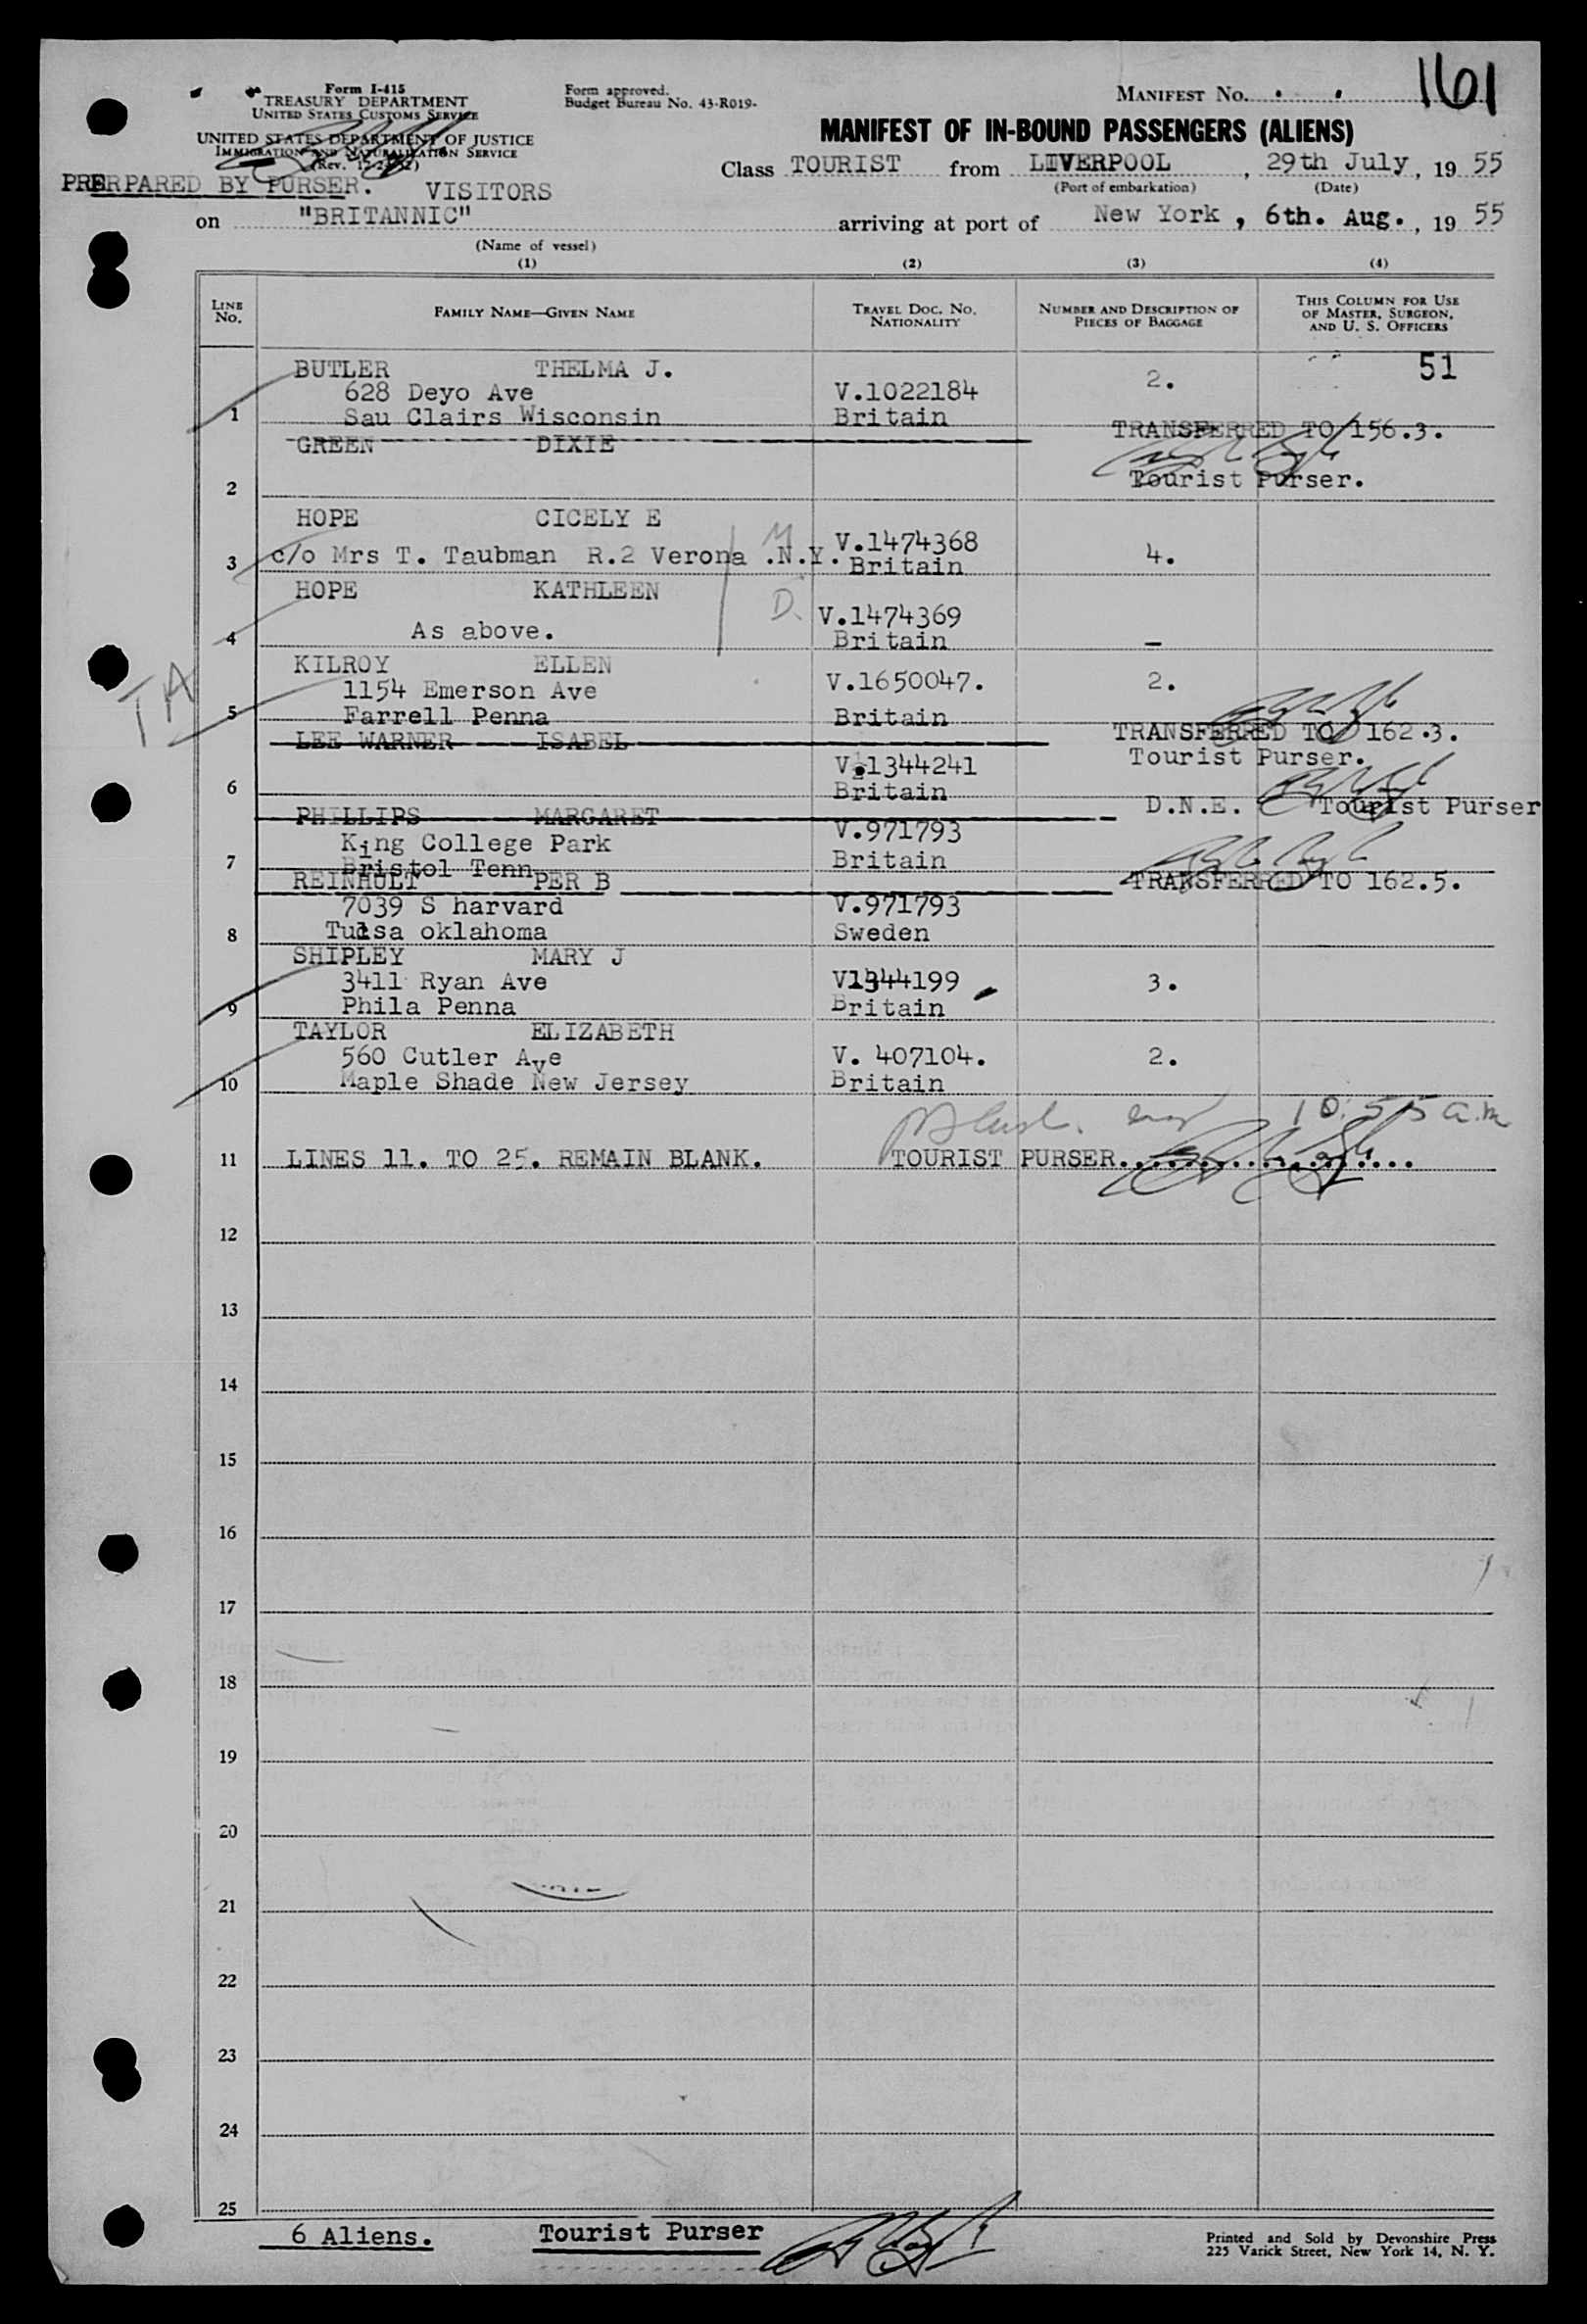 161
Form I-415
TREASURY DEPARTMENT
UNITED STATES CUSTOMS SERVICE
Form approved.
Budget Bureau No. 43-R019-
MANIFEST No.
UNITED STATES DEPARTMENT OF JUSTICE
IMMIGRATION AND NATURALIZATION SERVICE
(Rev.
MANIFEST OF IN-BOUND PASSENGERS (ALIENS)
Class TOURIST from LIVERPOOL, 29th July, 19 55
(Port of embarkation) (Date)
PRERPARED BY PURSER. VISITORS
on "BRITANNIC" arriving at port of New York, 6th. Aug., 19 55
(Name of vessel)
(1) (2) (3) (4)
LINE No. FAMILY NAME—GIVEN NAME TRAVEL DOC. No. NATIONALITY NUMBER AND DESCRIPTION OF PIECES OF BAGGAGE THIS COLUMN FOR USE OF MASTER, SURGEON, AND U. S. OFFICERS
BUTLER THELMA J. 2. 51
628 Deyo Ave V.1022184
1 Sau Clairs Wisconsin Britain
GREEN DIXIE TRANSFERRED TO 156.3.
2 Tourist Purser.
HOPE CICELY E M
3 c/o Mrs T. Taubman R.2 Verona .N.Y. V.1474368 4.
Britain
HOPE KATHLEEN D. V.1474369
4 As above. Britain –
TA
KILROY ELLEN
1154 Emerson Ave V.1650047. 2.
5 Farrell Penna Britain
LEE WARNER ISABEL TRANSFERRED TO 162.3.
V.1344241 Tourist Purser.
6 Britain
PHILLIPS MARGARET D.N.E. Tourist Purser
King College Park V.971793
7 Bristol Tenn Britain
REINHULT PER B TRANSFERRED TO 162.5.
7039 S harvard V.971793
8 Tulsa oklahoma Sweden
SHIPLEY MARY J
3411 Ryan Ave V1344199 3.
9 Phila Penna Britain
TAYLOR ELIZABETH
560 Cutler Ave V. 407104. 2.
10 Maple Shade New Jersey Britain
10:55 a.m
11 LINES 11. TO 25. REMAIN BLANK. TOURIST PURSER...................
12
13
14
15
16
17
18
19
20
21
22
23
24
25
6 Aliens. Tourist Purser
Printed and Sold by Devonshire Press
225 Varick Street, New York 14, N. Y.